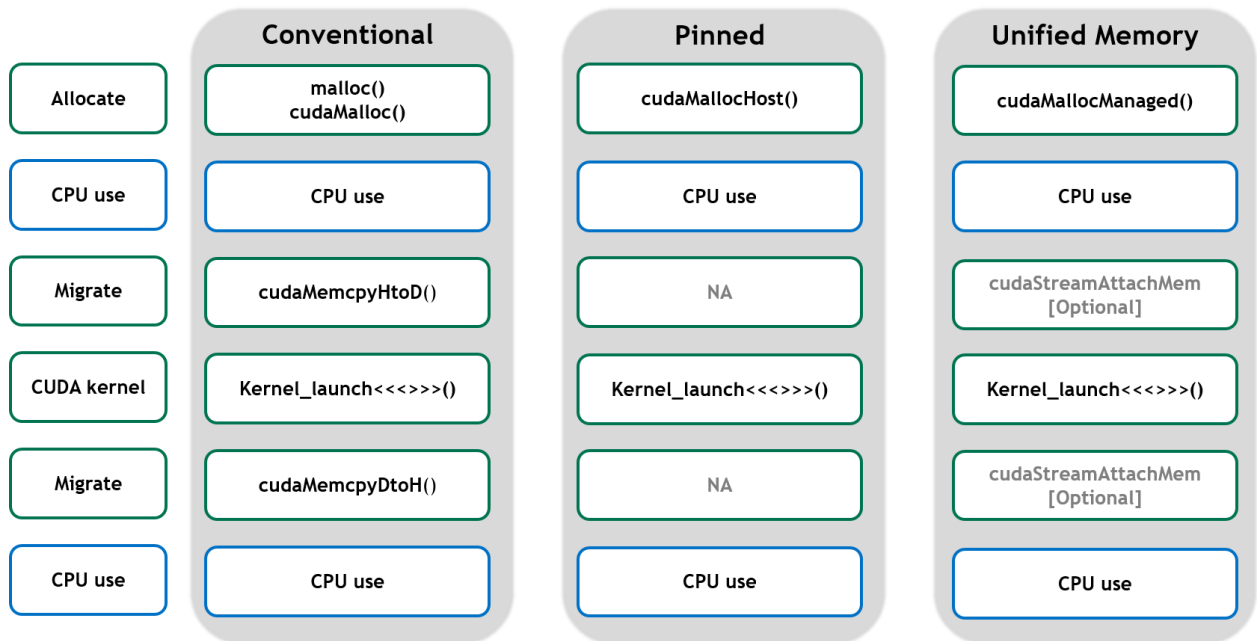 Conventional
Pinned
Unified Memory
Allocate
malloc()
cudaMalloc()
cudaMallocHost()
cudaMallocManaged()
CPU use
CPU use
CPU use
CPU use
Migrate
cudaMemcpyHtoD()
NA
cudaStreamAttachMem
[Optional]
CUDA kernel
Kernel_launch<<<>>>()
Kernel_launch<<<>>>()
Kernel_launch<<<>>>()
Migrate
cudaMemcpyDtoH()
NA
cudaStreamAttachMem
[Optional]
CPU use
CPU use
CPU use
CPU use